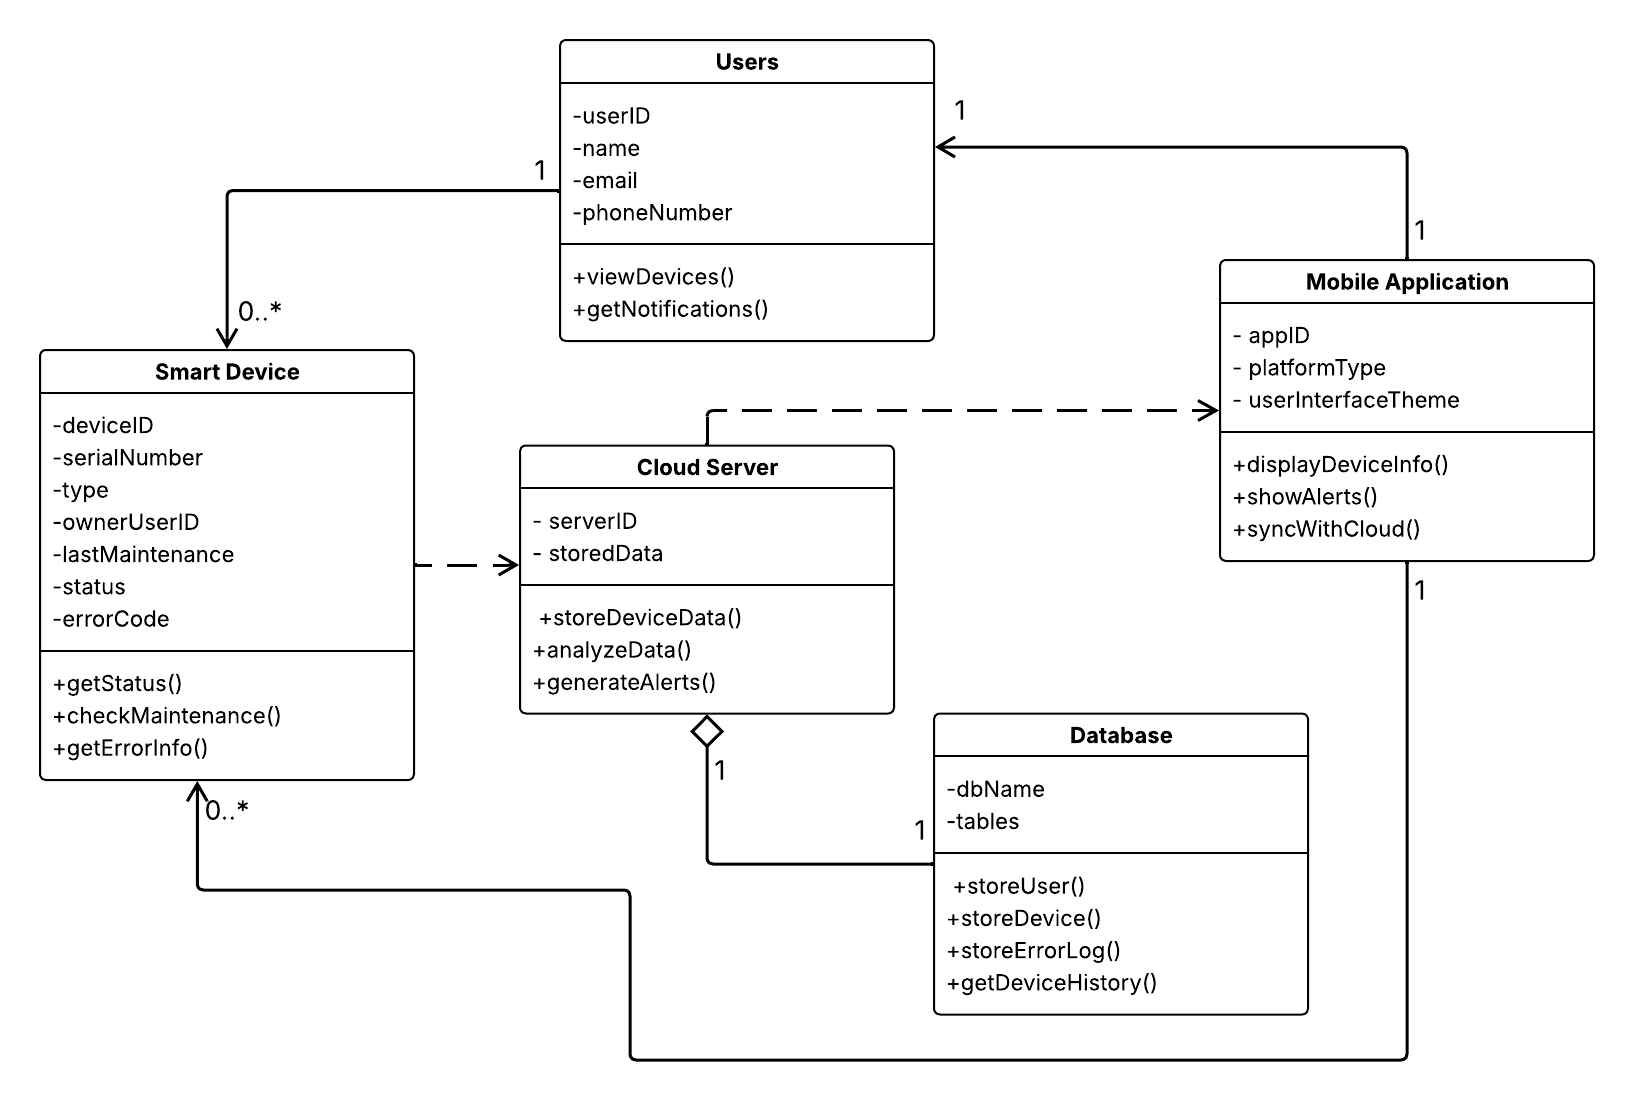 Users
-userID
-name
-email
-phoneNumber
+viewDevices()
+getNotifications()
1
1
1
0..*
Mobile Application
- appID
- platformType
- userInterfaceTheme
+displayDeviceInfo()
+showAlerts()
+syncWithCloud()
1
Smart Device
-deviceID
-serialNumber
-type
-ownerUserID
-lastMaintenance
-status
-errorCode
+getStatus()
+checkMaintenance()
+getErrorInfo()
0..*
Cloud Server
- serverID
- storedData
+storeDeviceData()
+analyzeData()
+generateAlerts()
1
1
Database
-dbName
-tables
+storeUser()
+storeDevice()
+storeErrorLog()
+getDeviceHistory()